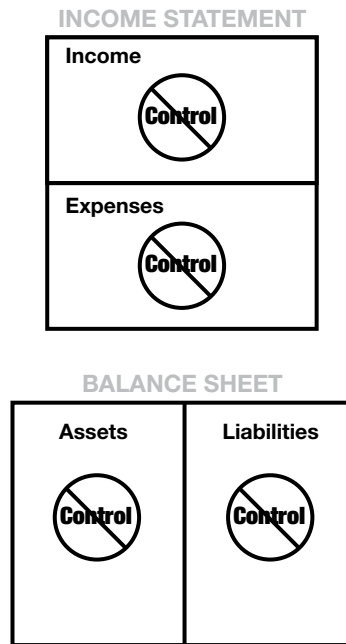 INCOME STATEMENT
Income
Control
Expenses
Control
BALANCE SHEET
Assets Liabilities
Control Control